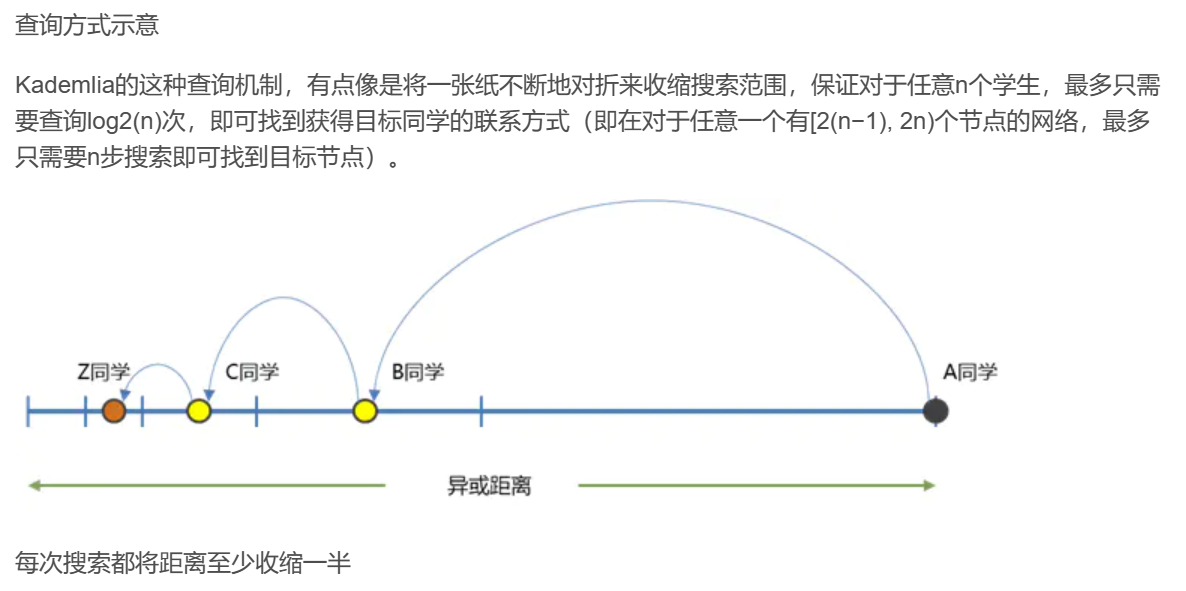 查询方式示意
Kademlia的这种查询机制，有点像是将一张纸不断地对折来收缩搜索范围，保证对于任意n个学生，最多只需
要查询log2(n)次，即可找到获得目标同学的联系方式（即在对于任意一个有[2(n−1), 2n)个节点的网络，最多
只需要n步搜索即可找到目标节点）。
Z同学
C同学
B同学
A同学
异或距离
每次搜索都将距离至少收缩一半